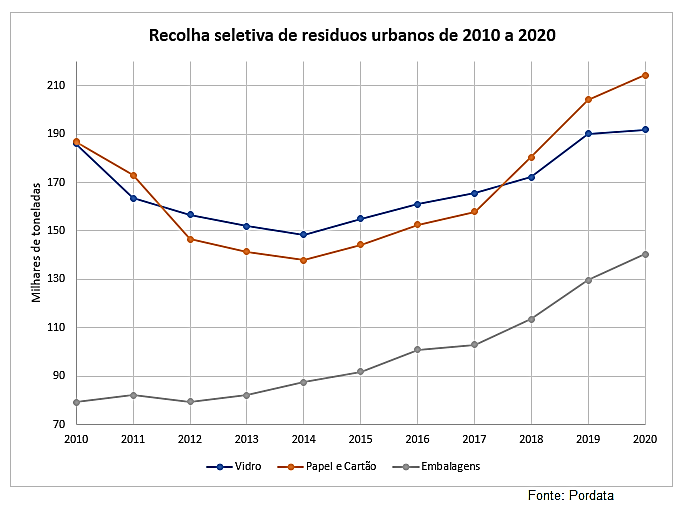 Recolha seletiva de residuos urbanos de 2010 a 2020
Milhares de toneladas
210
190
170
150
130
110
90
70
2010 2011 2012 2013 2014 2015 2016 2017 2018 2019 2020
Vidro Papel e Cartão Embalagens
Fonte: Pordata